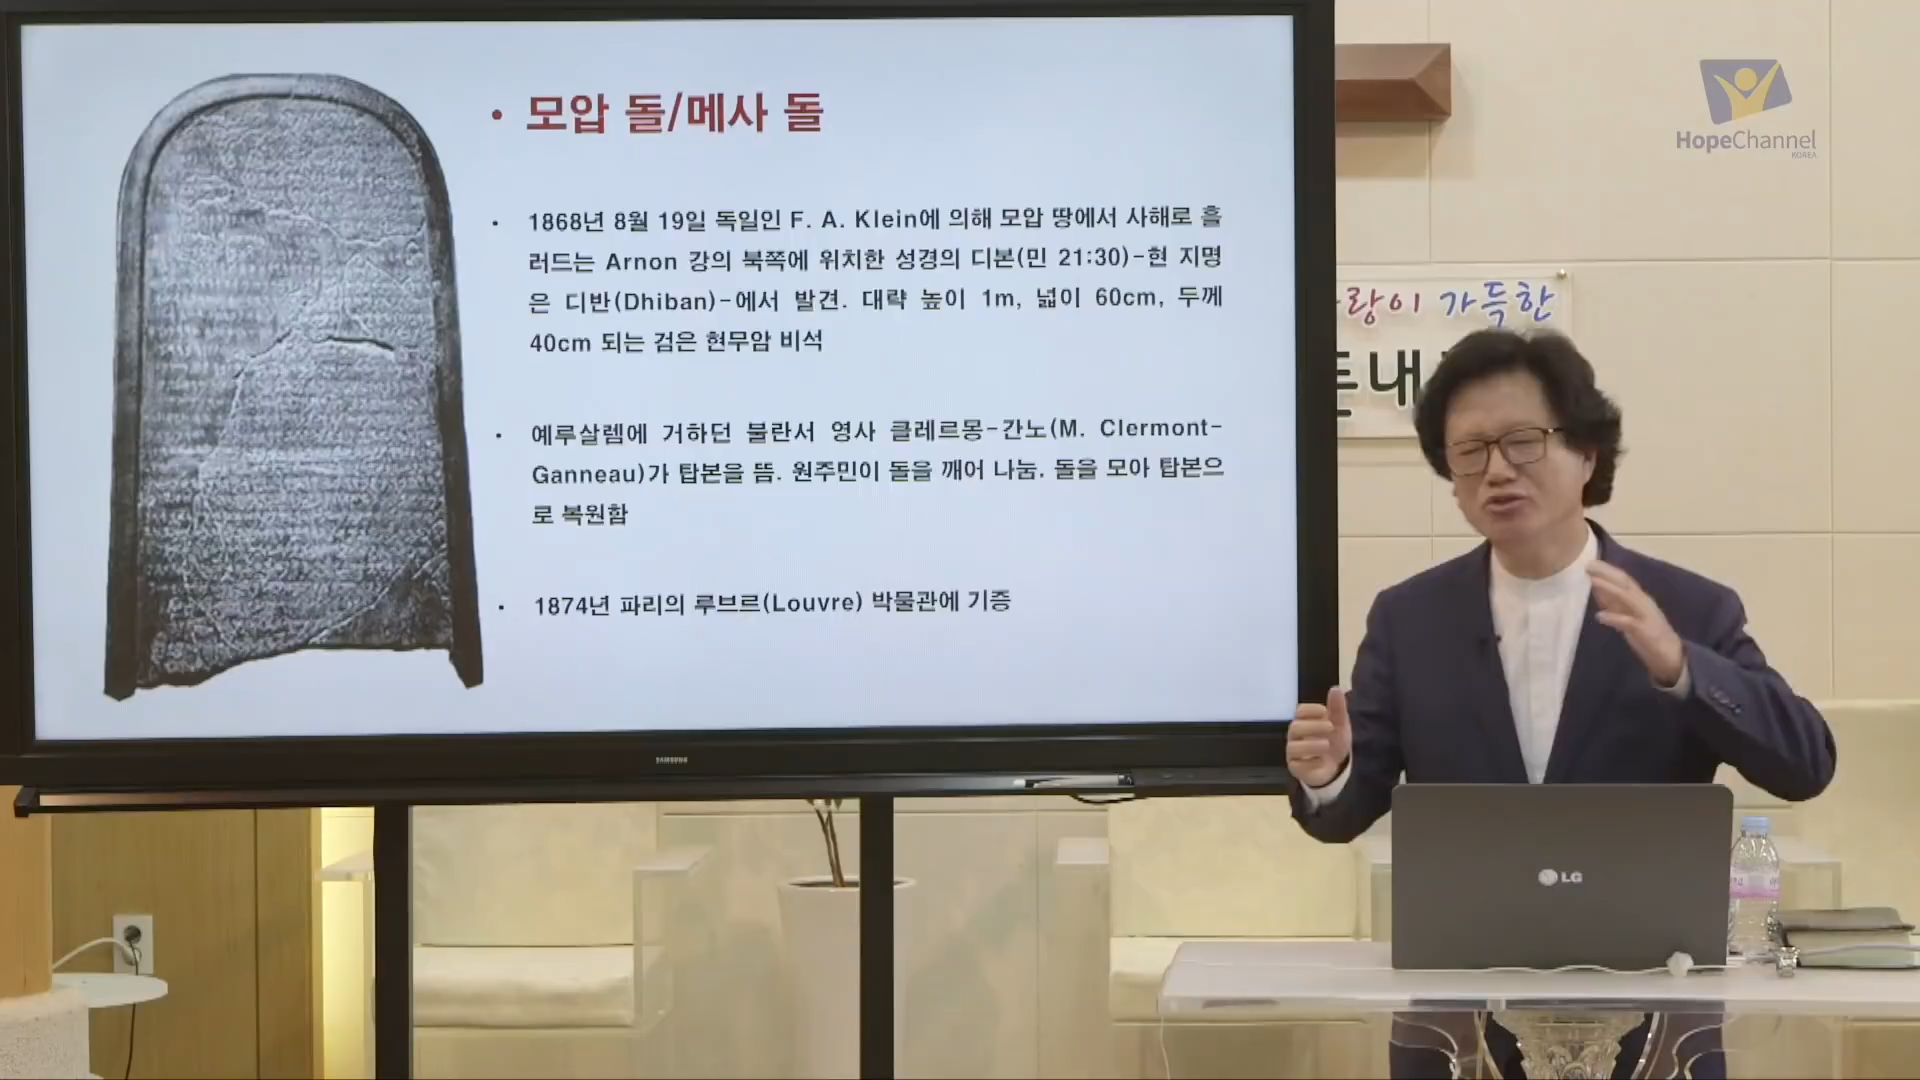 • 모압 돌/메사 돌
• 1868년 8월 19일 독일인 F. A. Klein에 의해 모압 땅에서 사해로 흘
러드는 Arnon 강의 북쪽에 위치한 성경의 디본(민 21:30)-현 지명
은 디반(Dhiban)-에서 발견. 대략 높이 1m, 넓이 60cm, 두께
40cm 되는 검은 현무암 비석
• 예루살렘에 거하던 불란서 영사 클레르몽-간노(M. Clermont-
Ganneau)가 탑본을 뜸. 원주민이 돌을 깨어 나눔. 돌을 모아 탑본으
로 복원함
• 1874년 파리의 루브르(Louvre) 박물관에 기증
SAMSUNG
HopeChannel
KOREA
랑이 가득한
내
LG